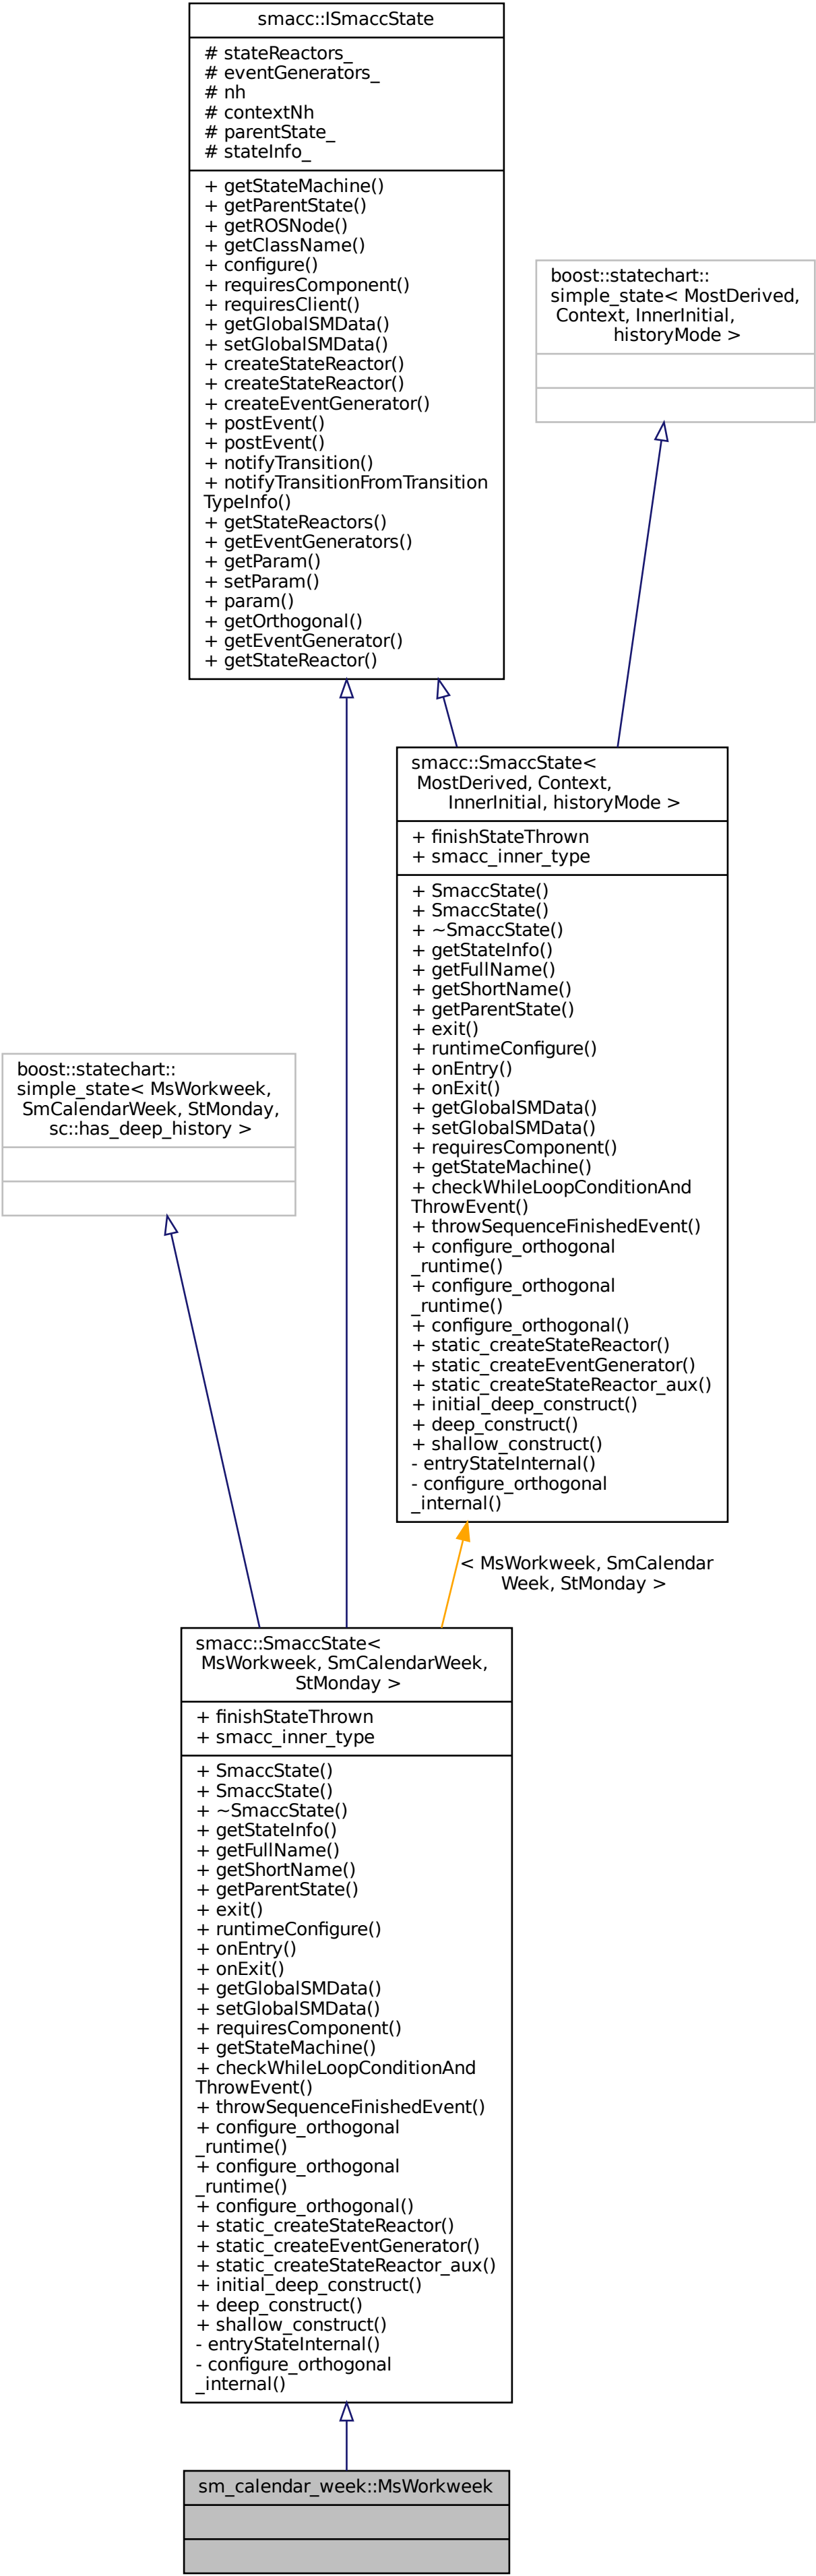 smacc::ISmaccState
# stateReactors_
# eventGenerators_
# nh
# contextNh
# parentState_
# stateInfo_
+ getStateMachine()
+ getParentState()
+ getROSNode()
+ getClassName()
+ configure()
+ requiresComponent()
+ requiresClient()
+ getGlobalSMData()
+ setGlobalSMData()
+ createStateReactor()
+ createStateReactor()
+ createEventGenerator()
+ postEvent()
+ postEvent()
+ notifyTransition()
+ notifyTransitionFromTransition
TypeInfo()
+ getStateReactors()
+ getEventGenerators()
+ getParam()
+ setParam()
+ param()
+ getOrthogonal()
+ getEventGenerator()
+ getStateReactor()
boost::statechart::
simple_state< MostDerived,
Context, InnerInitial,
historyMode >
smacc::SmaccState<
MostDerived, Context,
InnerInitial, historyMode >
+ finishStateThrown
+ smacc_inner_type
+ SmaccState()
+ SmaccState()
+ ~SmaccState()
+ getStateInfo()
+ getFullName()
+ getShortName()
+ getParentState()
+ exit()
+ runtimeConfigure()
+ onEntry()
+ onExit()
+ getGlobalSMData()
+ setGlobalSMData()
+ requiresComponent()
+ getStateMachine()
+ checkWhileLoopConditionAnd
ThrowEvent()
+ throwSequenceFinishedEvent()
+ configure_orthogonal
_runtime()
+ configure_orthogonal
_runtime()
+ configure_orthogonal()
+ static_createStateReactor()
+ static_createEventGenerator()
+ static_createStateReactor_aux()
+ initial_deep_construct()
+ deep_construct()
+ shallow_construct()
- entryStateInternal()
- configure_orthogonal
_internal()
boost::statechart::
simple_state< MsWorkweek,
SmCalendarWeek, StMonday,
sc::has_deep_history >
< MsWorkweek, SmCalendar
Week, StMonday >
smacc::SmaccState<
MsWorkweek, SmCalendarWeek,
StMonday >
+ finishStateThrown
+ smacc_inner_type
+ SmaccState()
+ SmaccState()
+ ~SmaccState()
+ getStateInfo()
+ getFullName()
+ getShortName()
+ getParentState()
+ exit()
+ runtimeConfigure()
+ onEntry()
+ onExit()
+ getGlobalSMData()
+ setGlobalSMData()
+ requiresComponent()
+ getStateMachine()
+ checkWhileLoopConditionAnd
ThrowEvent()
+ throwSequenceFinishedEvent()
+ configure_orthogonal
_runtime()
+ configure_orthogonal
_runtime()
+ configure_orthogonal()
+ static_createStateReactor()
+ static_createEventGenerator()
+ static_createStateReactor_aux()
+ initial_deep_construct()
+ deep_construct()
+ shallow_construct()
- entryStateInternal()
- configure_orthogonal
_internal()
sm_calendar_week::MsWorkweek